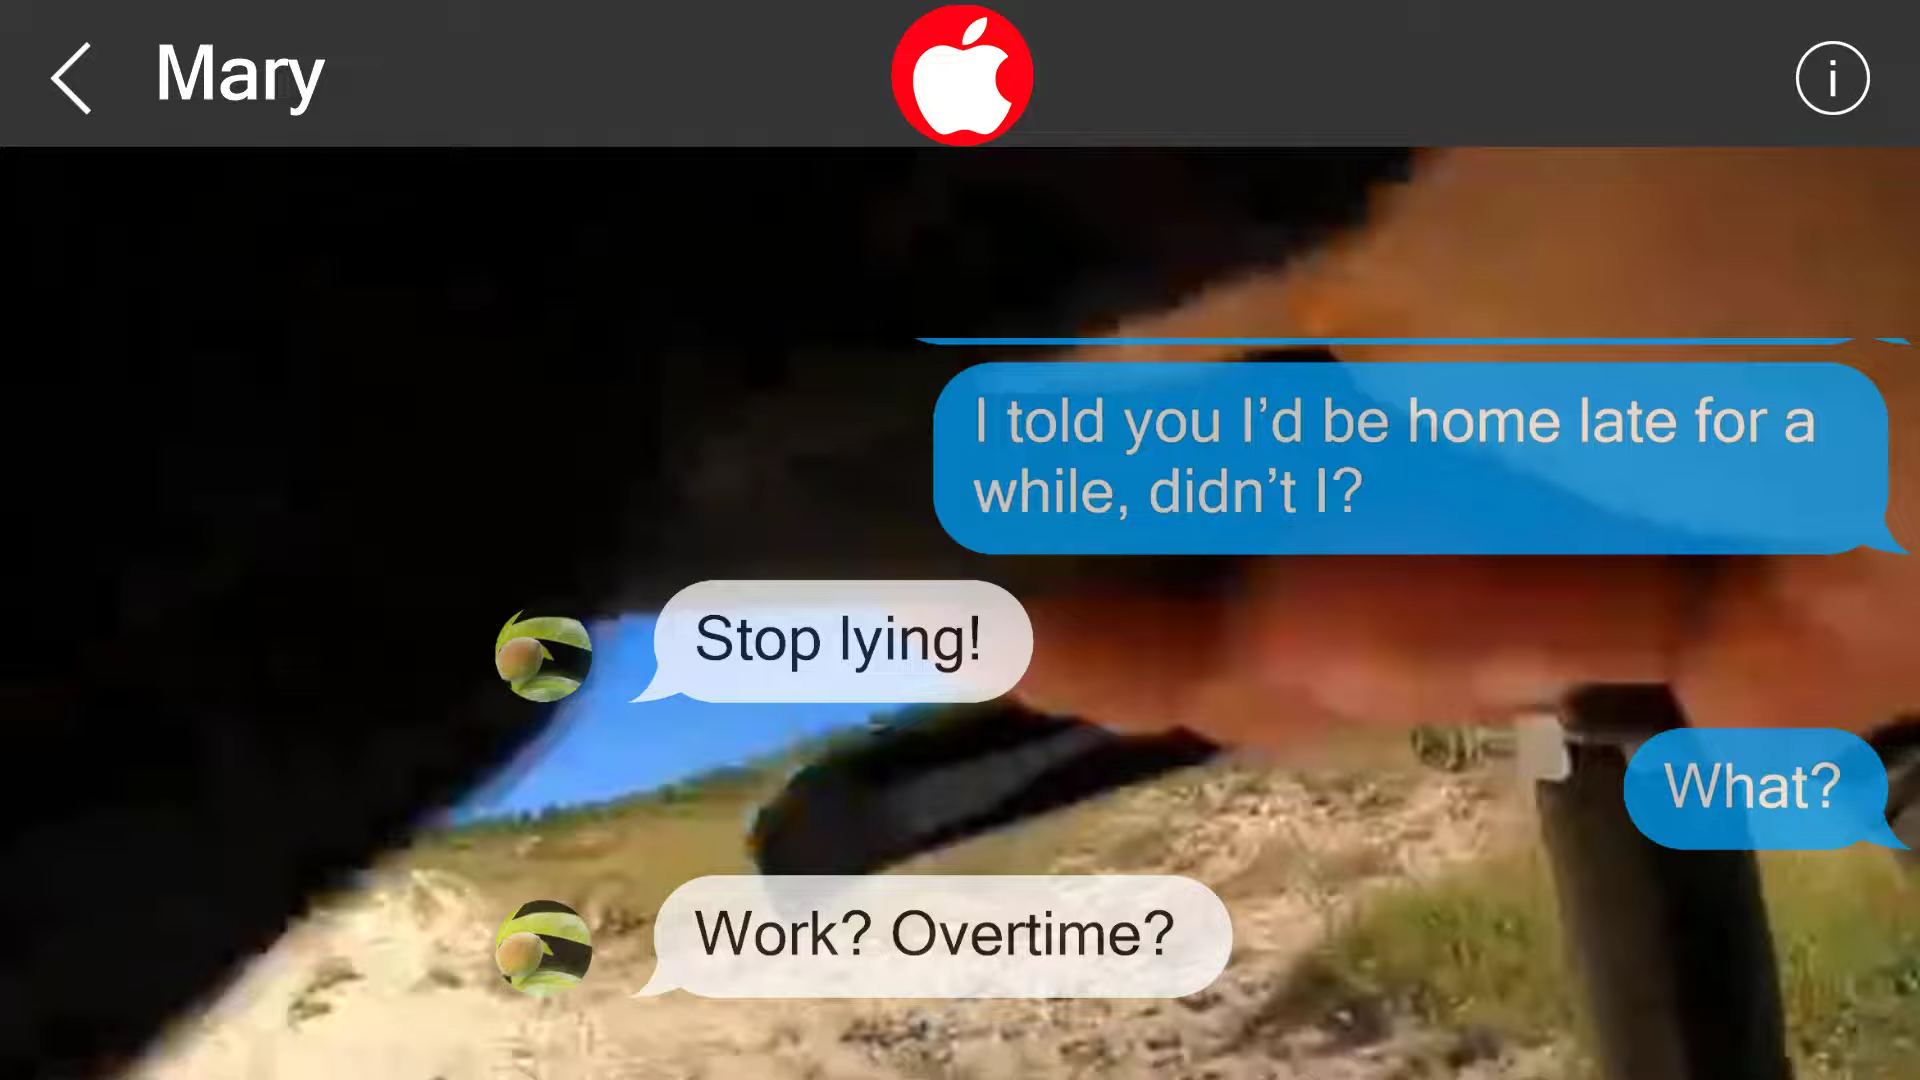 Mary
i
I told you I’d be home late for a
while, didn’t I?
Stop lying!
What?
Work? Overtime?